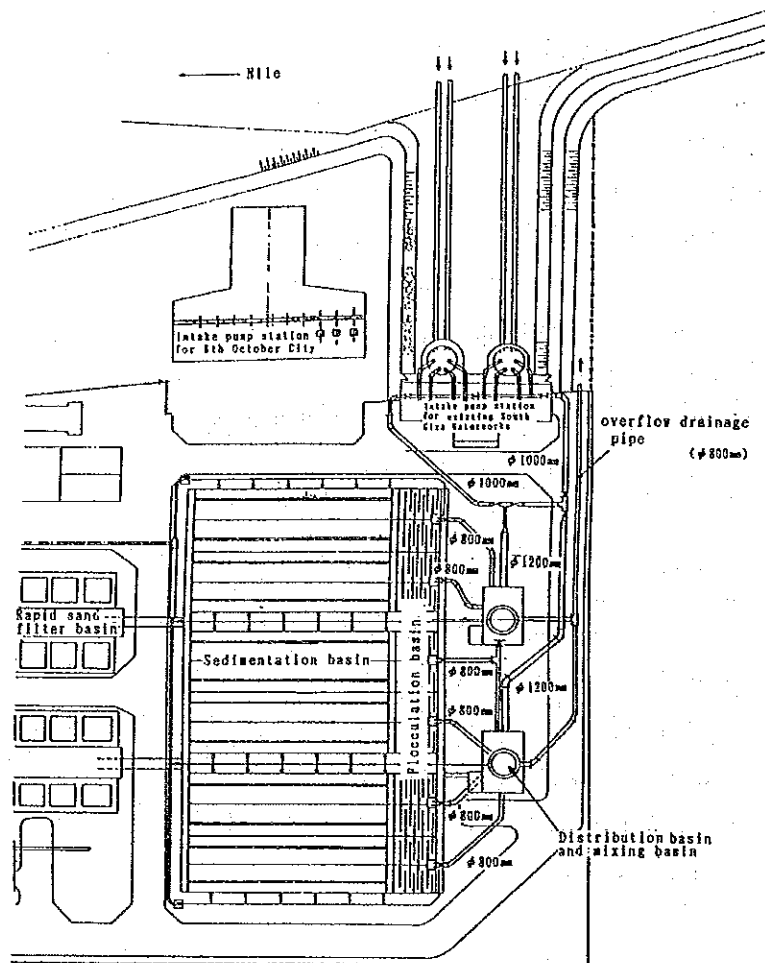 Nile
Intake pump station
for 6th October City
Intake pump station
for existing South
Giza Waterworks
overflow drainage
pipe
(φ800mm)
φ1000mm
φ1000mm
φ800mm
φ800mm
φ1200mm
Rapid sand
filter basin
Sedimentation basin
Flocculation basin
φ800mm
φ1200mm
φ800mm
φ800mm
φ800mm
Distribution basin
and mixing basin